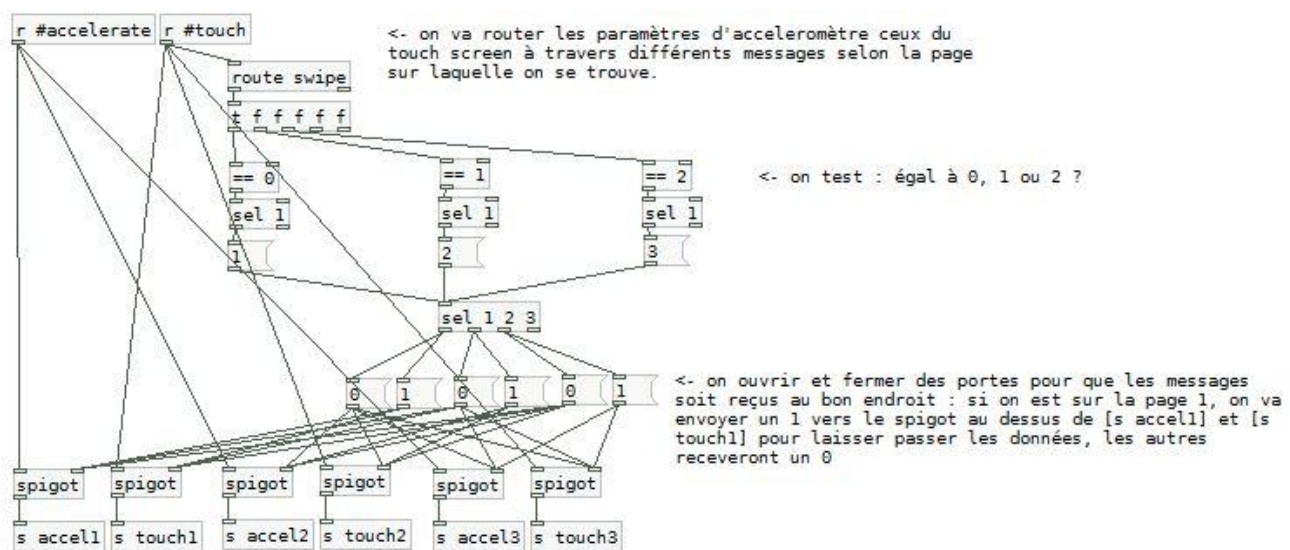 r #accelerate r #touch
<- on va router les paramètres d'acceleromètre ceux du
touch screen à travers différents messages selon la page
sur laquelle on se trouve.
route swipe
t f f f f f
== 0 == 1 == 2
<- on test : égal à 0, 1 ou 2 ?
sel 1 sel 1 sel 1
1 2 3
sel 1 2 3
0 1 0 1 0 1
<- on ouvrir et fermer des portes pour que les messages
soit reçus au bon endroit : si on est sur la page 1, on va
envoyer un 1 vers le spigot au dessus de [s accel1] et [s
touch1] pour laisser passer les données, les autres
receveront un 0
spigot spigot spigot spigot spigot spigot
s accel1 s touch1 s accel2 s touch2 s accel3 s touch3